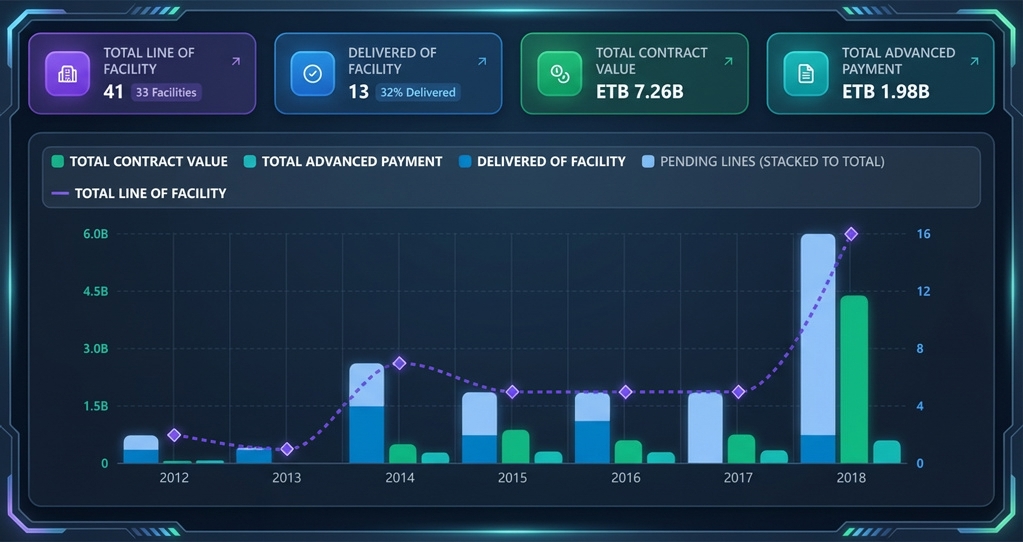 TOTAL LINE OF
FACILITY
41 33 Facilities
DELIVERED OF
FACILITY
13 32% Delivered
TOTAL CONTRACT
VALUE
ETB 7.26B
TOTAL ADVANCED
PAYMENT
ETB 1.98B
TOTAL CONTRACT VALUE TOTAL ADVANCED PAYMENT DELIVERED OF FACILITY PENDING LINES (STACKED TO TOTAL)
TOTAL LINE OF FACILITY
6.0B 16
4.5B 12
3.0B 8
1.5B 4
0 0
2012 2013 2014 2015 2016 2017 2018